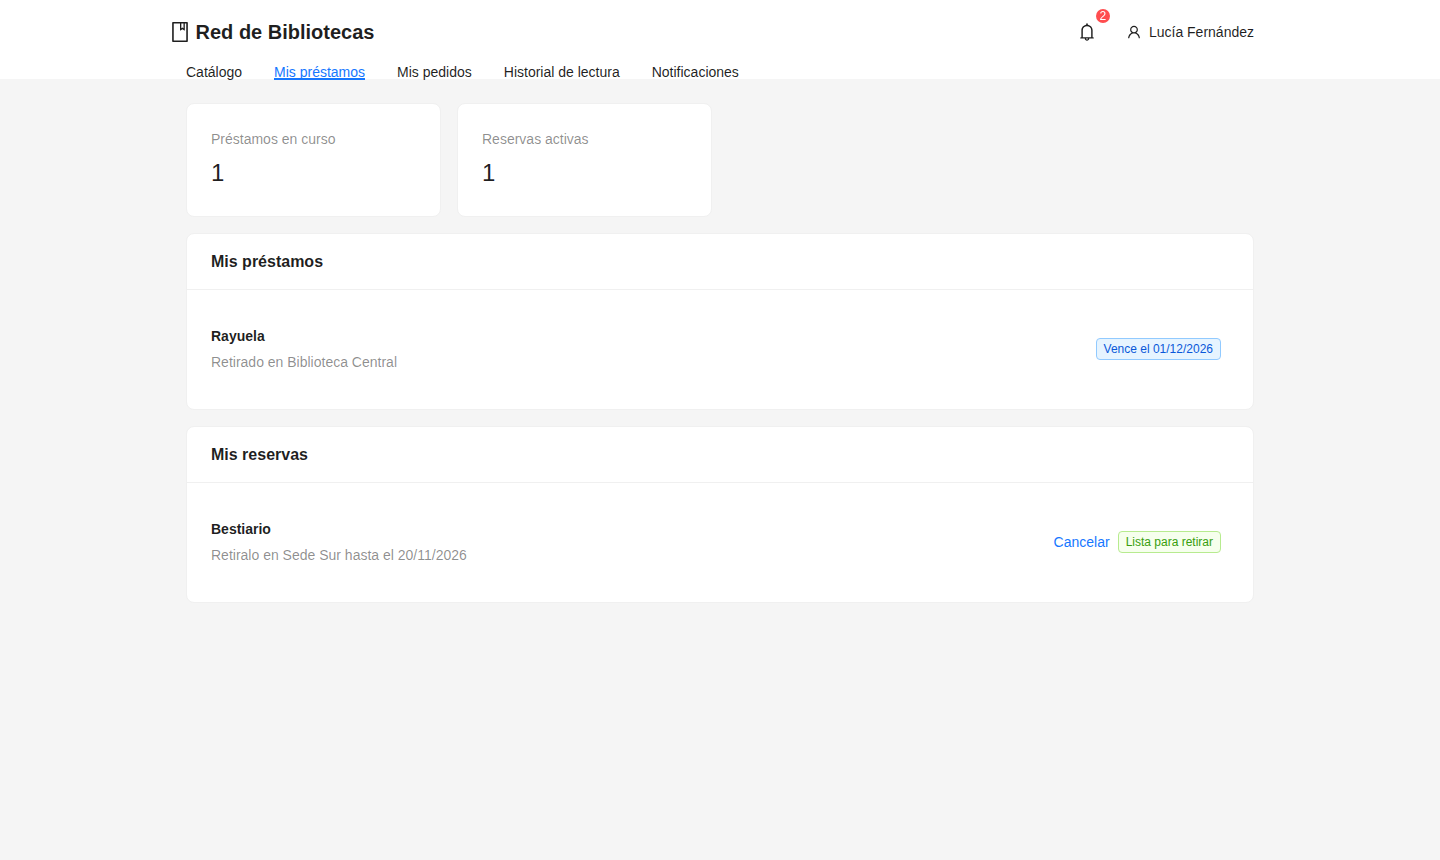 Red de Bibliotecas
2
Lucía Fernández
Catálogo
Mis préstamos
Mis pedidos
Historial de lectura
Notificaciones
Préstamos en curso
1
Reservas activas
1
Mis préstamos
Rayuela
Retirado en Biblioteca Central
Vence el 01/12/2026
Mis reservas
Bestiario
Retiralo en Sede Sur hasta el 20/11/2026
Cancelar
Lista para retirar